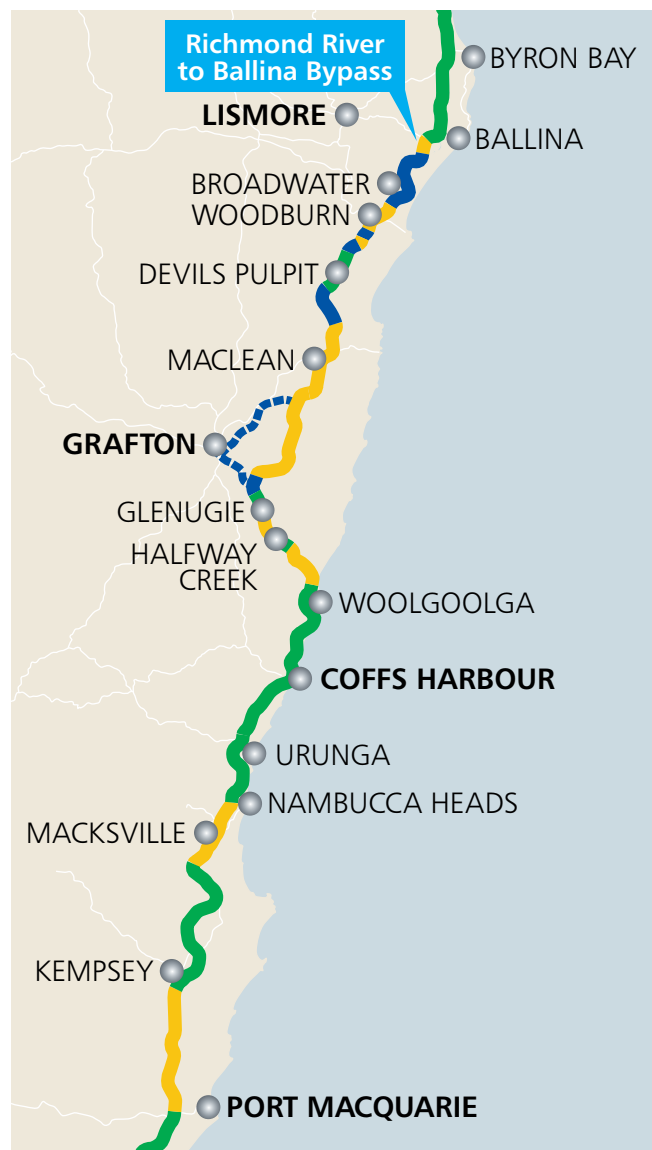 Richmond River
to Ballina Bypass
BYRON BAY
LISMORE
BALLINA
BROADWATER
WOODBURN
DEVILS PULPIT
MACLEAN
GRAFTON
GLENUGIE
HALFWAY
CREEK
WOOLGOOLGA
COFFS HARBOUR
URUNGA
NAMBUCCA HEADS
MACKSVILLE
KEMPSEY
PORT MACQUARIE